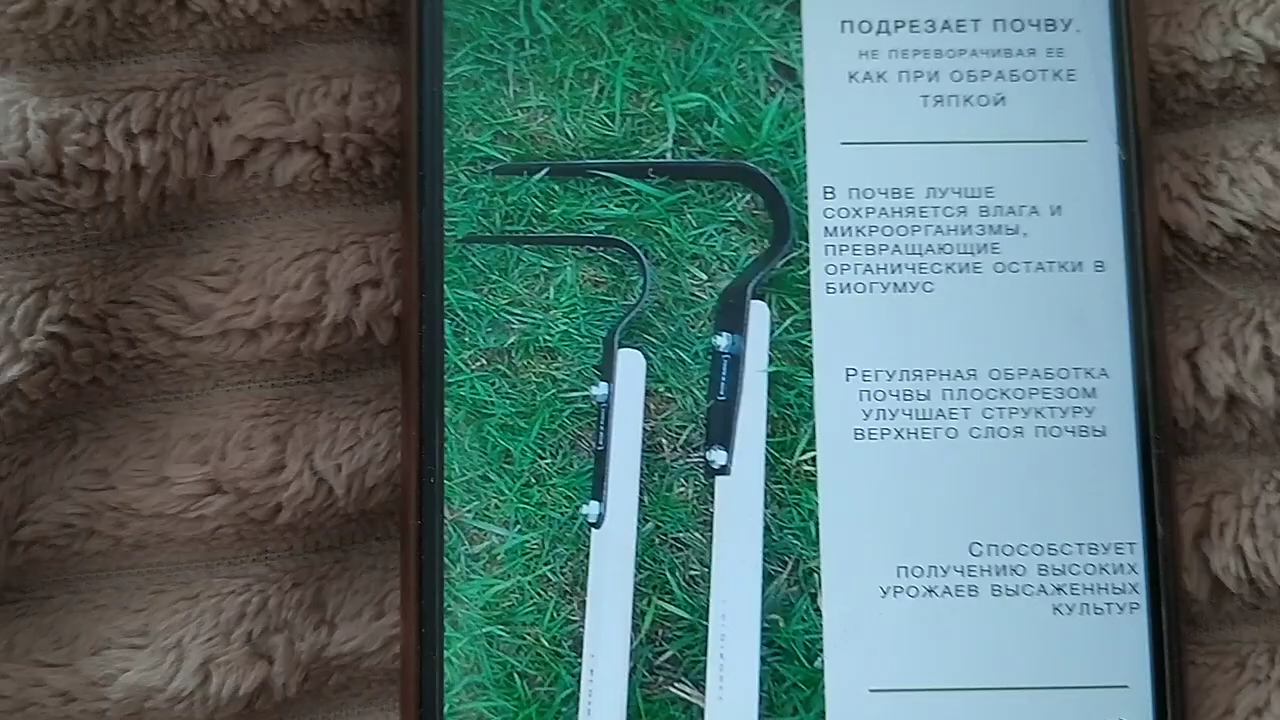 ПОДРЕЗАЕТ ПОЧВУ.
НЕ ПЕРЕВОРАЧИВАЯ ЕЕ
КАК ПРИ ОБРАБОТКЕ
ТЯПКОЙ
В ПОЧВЕ ЛУЧШЕ
СОХРАНЯЕТСЯ ВЛАГА И
МИКРООРГАНИЗМЫ,
ПРЕВРАЩАЮЩИЕ
ОРГАНИЧЕСКИЕ ОСТАТКИ В
БИОГУМУС
РЕГУЛЯРНАЯ ОБРАБОТКА
ПОЧВЫ ПЛОСКОРЕЗОМ
УЛУЧШАЕТ СТРУКТУРУ
ВЕРХНЕГО СЛОЯ ПОЧВЫ
СПОСОБСТВУЕТ
ПОЛУЧЕНИЮ ВЫСОКИХ
УРОЖАЕВ ВЫСАЖЕННЫХ
КУЛЬТУР